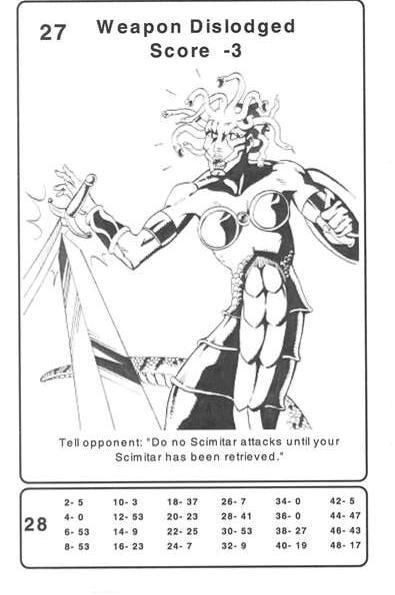 27
Weapon Dislodged
Score -3
Tell opponent: "Do no Scimitar attacks until your
Scimitar has been retrieved."
28
2- 5 10- 3 18- 37 26- 7 34- 0 42- 5
4- 0 12- 53 20- 23 28- 41 36- 0 44- 47
6- 53 14- 9 22- 25 30- 53 38- 27 46- 43
8- 53 16- 23 24- 7 32- 9 40- 19 48- 17